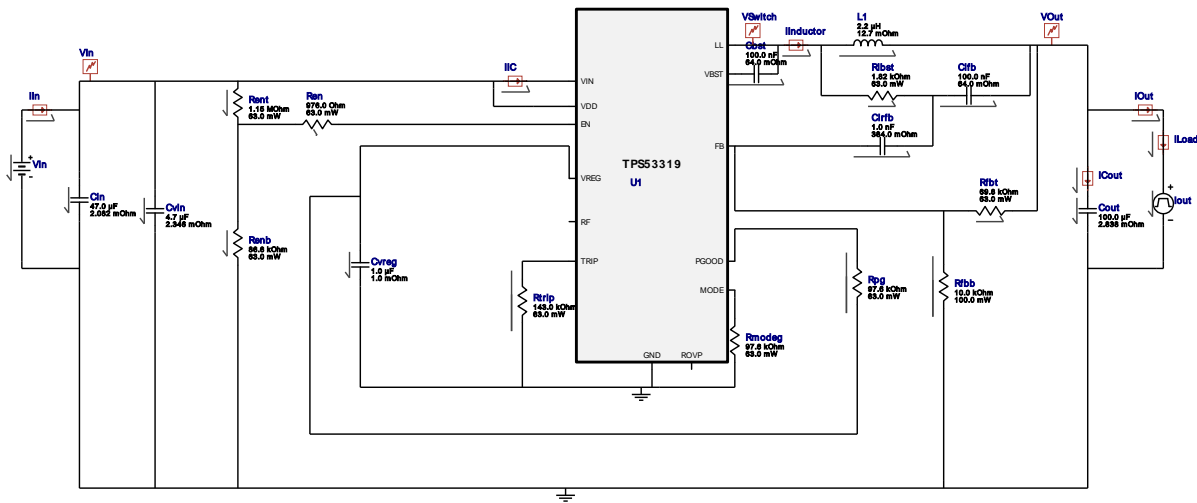 VSwitch
VOut
VIn
IIn
Vin
Cin
47.0 µF
2.052 mOhm
Cvin
4.7 µF
2.346 mOhm
Rent
1.15 MOhm
63.0 mW
Ren
976.0 Ohm
63.0 mW
Renb
86.6 kOhm
63.0 mW
IIC
Cvreg
1.0 µF
1.0 mOhm
Rtrip
143.0 kOhm
63.0 mW
VIN
VDD
EN
VREG
RF
TRIP
TPS53319
U1
LL
VBST
FB
PGOOD
MODE
GND
ROVP
Cbst
100.0 nF
64.0 mOhm
IInductor
L1
2.2 µH
12.7 mOhm
1.82 kOhm
63.0 mW
100.0 nF
64.0 mOhm
1.0 nF
364.0 mOhm
Rfbt
69.8 kOhm
63.0 mW
Rfbb
10.0 kOhm
100.0 mW
Rpg
97.6 kOhm
63.0 mW
Rmodeg
97.6 kOhm
63.0 mW
IOut
ILoad
ICout
Cout
100.0 µF
2.838 mOhm
Iout